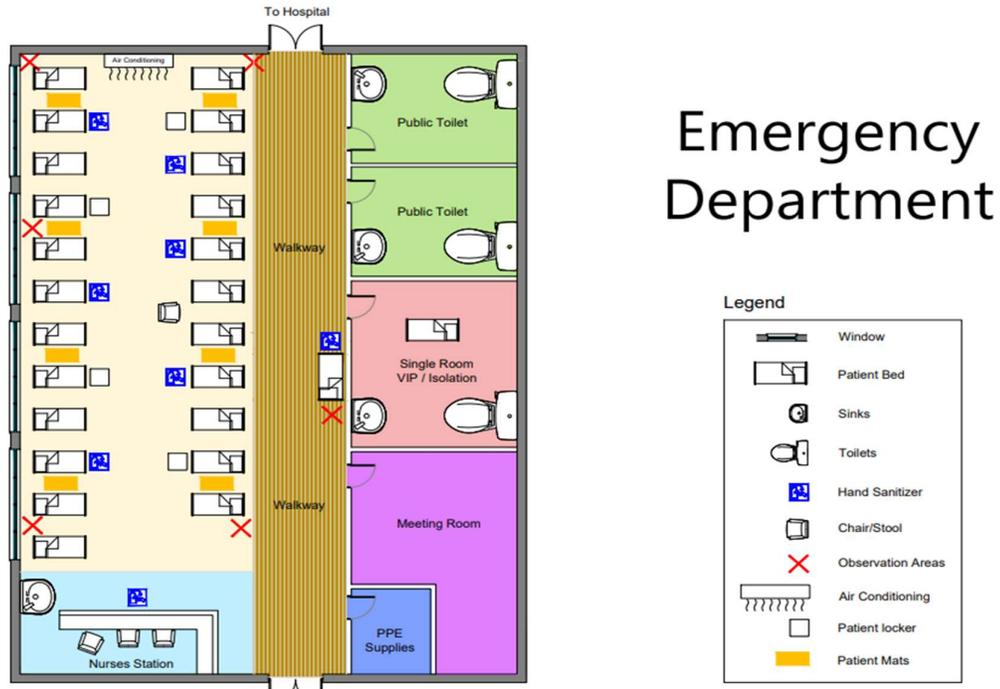 To Hospital
Air Conditioning
Public Toilet
Public Toilet
Walkway
Single Room
VIP / Isolation
Walkway
Meeting Room
PPE
Supplies
Nurses Station
Emergency
Department
Legend
Window
Patient Bed
Sinks
Toilets
Hand Sanitizer
Chair/Stool
Observation Areas
Air Conditioning
Patient locker
Patient Mats